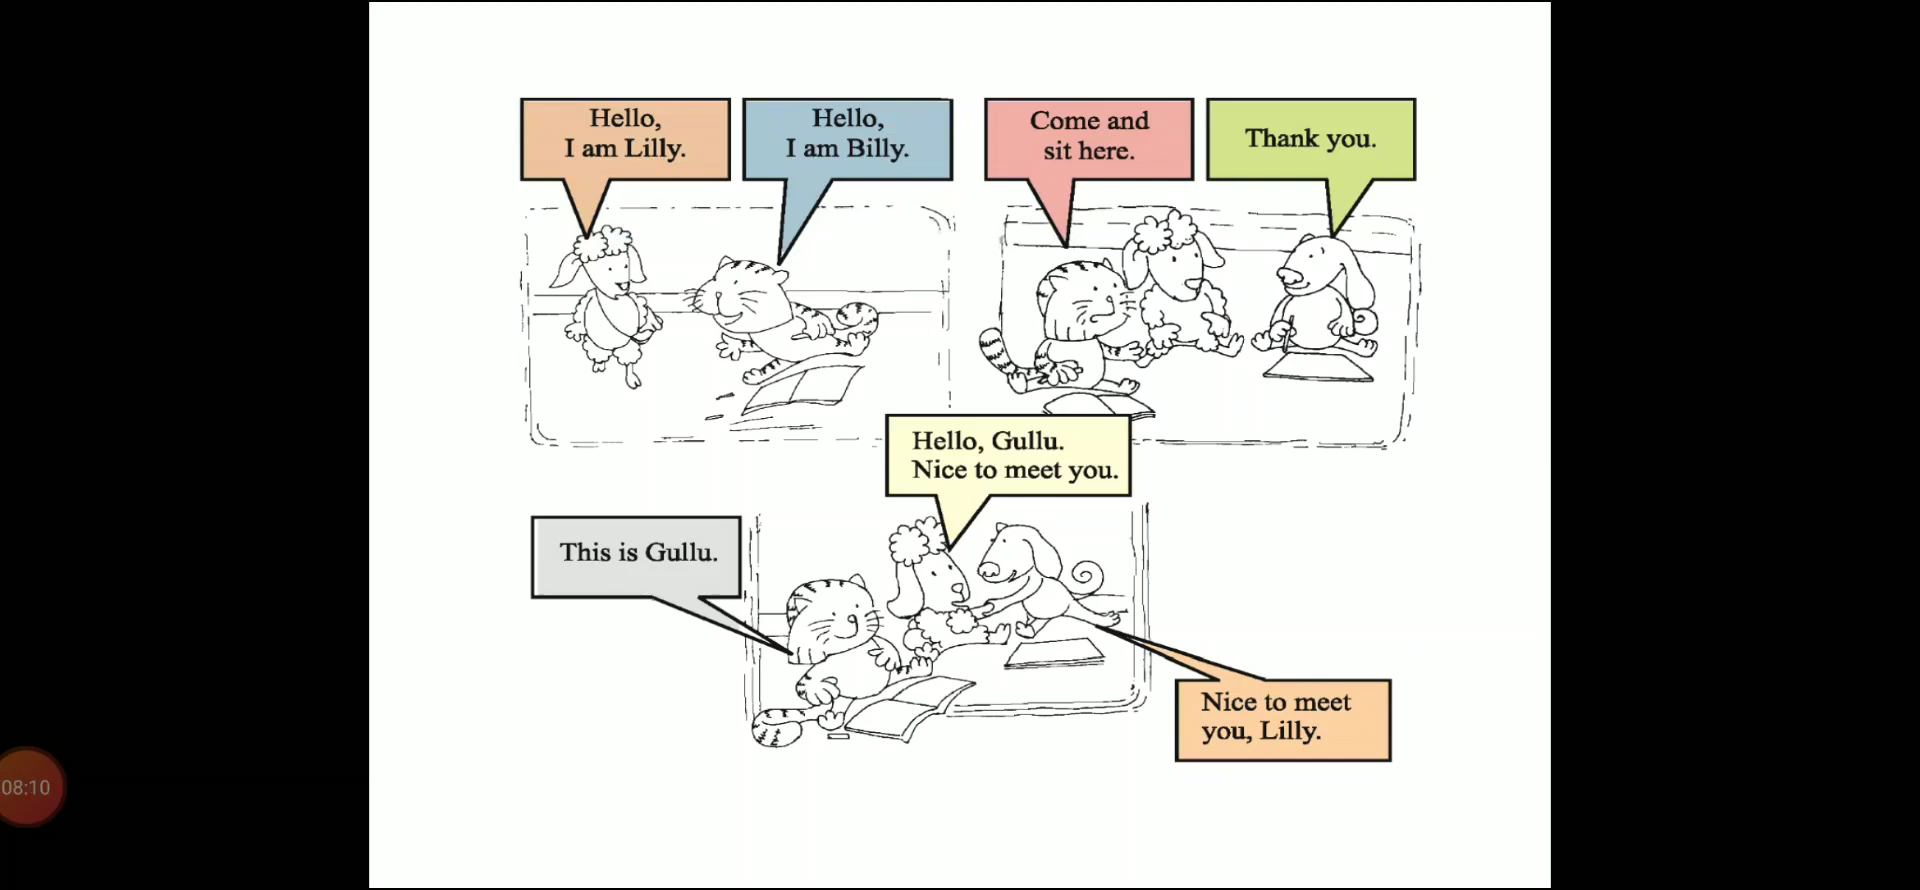 Hello,
I am Lilly.
Hello,
I am Billy.
Come and
sit here.
Thank you.
Hello, Gullu.
Nice to meet you.
This is Gullu.
Nice to meet
you, Lilly.
08:10